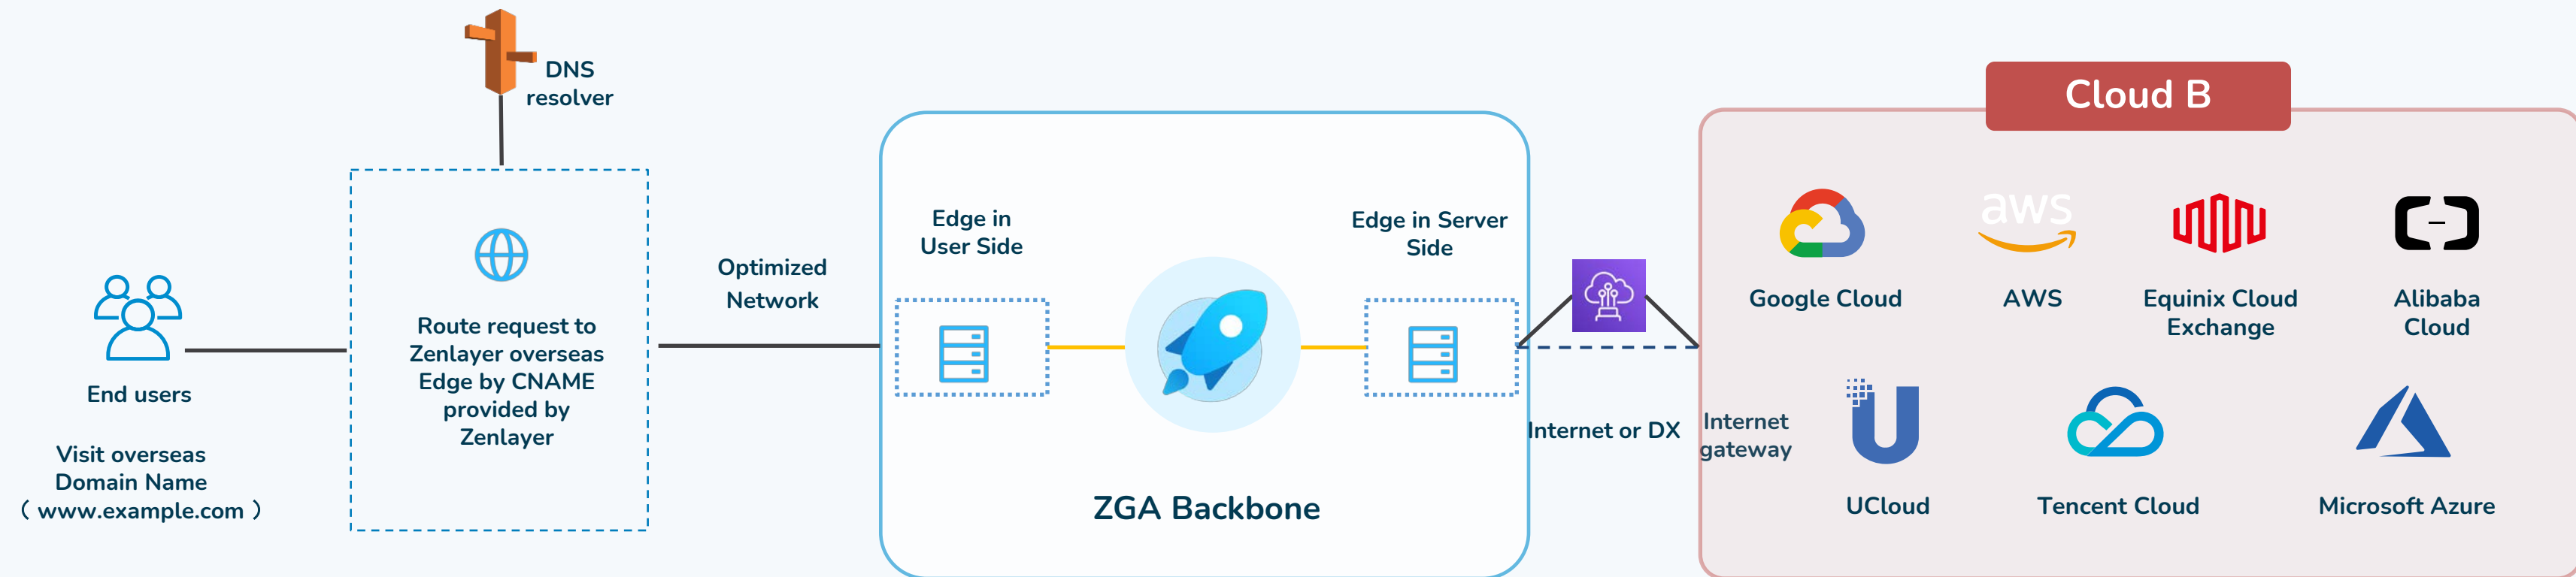 DNS
resolver
Route request to
Zenlayer overseas
Edge by CNAME
provided by
Zenlayer
End users
Visit overseas
Domain Name
（ www.example.com ）
Optimized
Network
Edge in
User Side
Edge in Server
Side
ZGA Backbone
Internet or DX
Internet
gateway
Cloud B
aws
Google Cloud
AWS
Equinix Cloud
Exchange
Alibaba
Cloud
UCloud
Tencent Cloud
Microsoft Azure